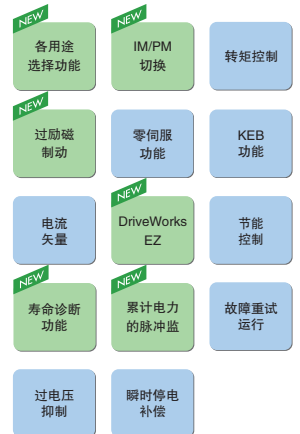 NEW
各用途
选择功能
NEW
IM/PM
切换
转矩控制
NEW
过励磁
制动
零伺服
功能
KEB
功能
电流
矢量
NEW
DriveWorks
EZ
节能
控制
NEW
寿命诊断
功能
NEW
累计电力
的脉冲监
故障重试
运行
过电压
抑制
瞬时停电
补偿